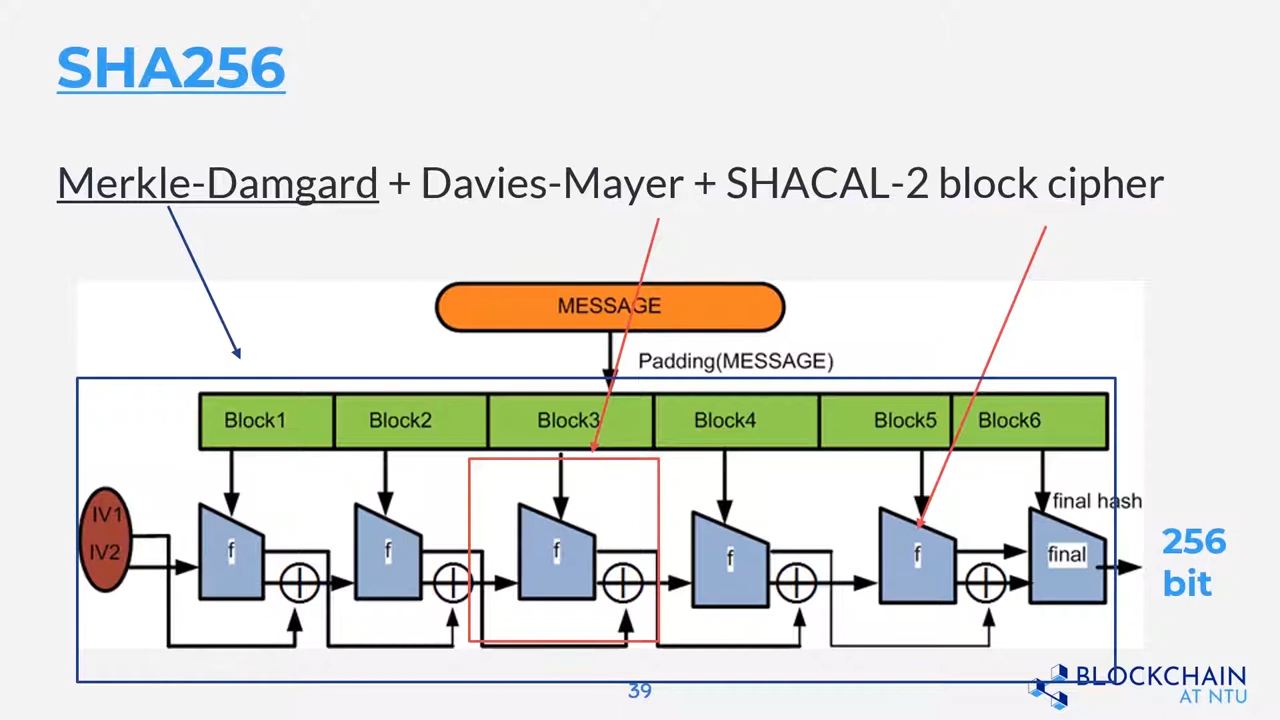 SHA256
Merkle-Damgard + Davies-Mayer + SHACAL-2 block cipher
MESSAGE
Padding(MESSAGE)
Block1 Block2 Block3 Block4 Block5 Block6
IV1
IV2
final hash
f f f f f final
256
bit
39
BLOCKCHAIN
AT NTU